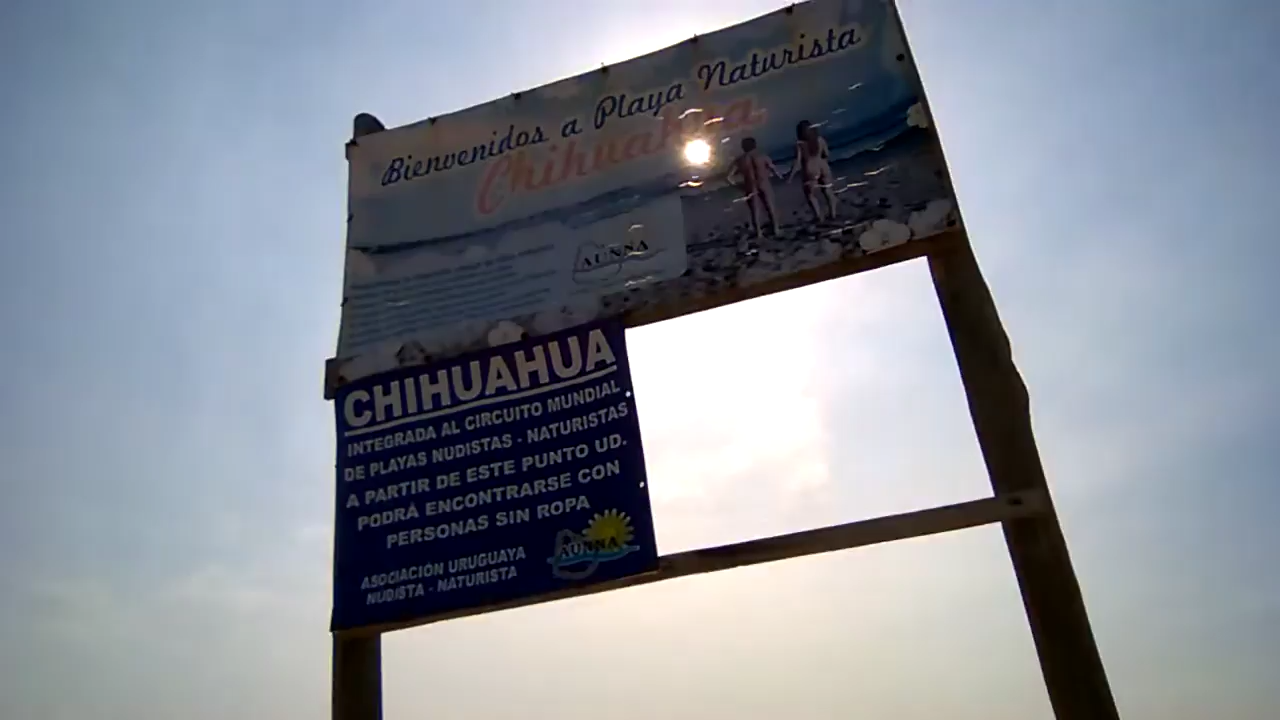 Bienvenidos a Playa Naturista
Chihuahua
AUNNA
CHIHUAHUA
INTEGRADA AL CIRCUITO MUNDIAL
DE PLAYAS NUDISTAS - NATURISTAS
A PARTIR DE ESTE PUNTO UD.
PODRÁ ENCONTRARSE CON
PERSONAS SIN ROPA
ASOCIACIÓN URUGUAYA
NUDISTA - NATURISTA
AUNNA